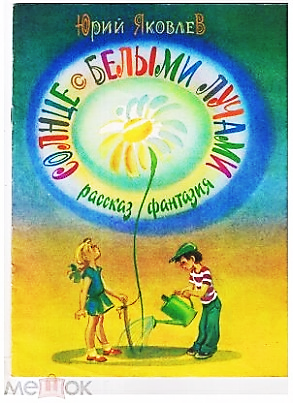 Юрий Яковлев
СОЛНЦЕ С БЕЛЫМИ ЛУЧАМИ
рассказ фантазия
МЕШОК